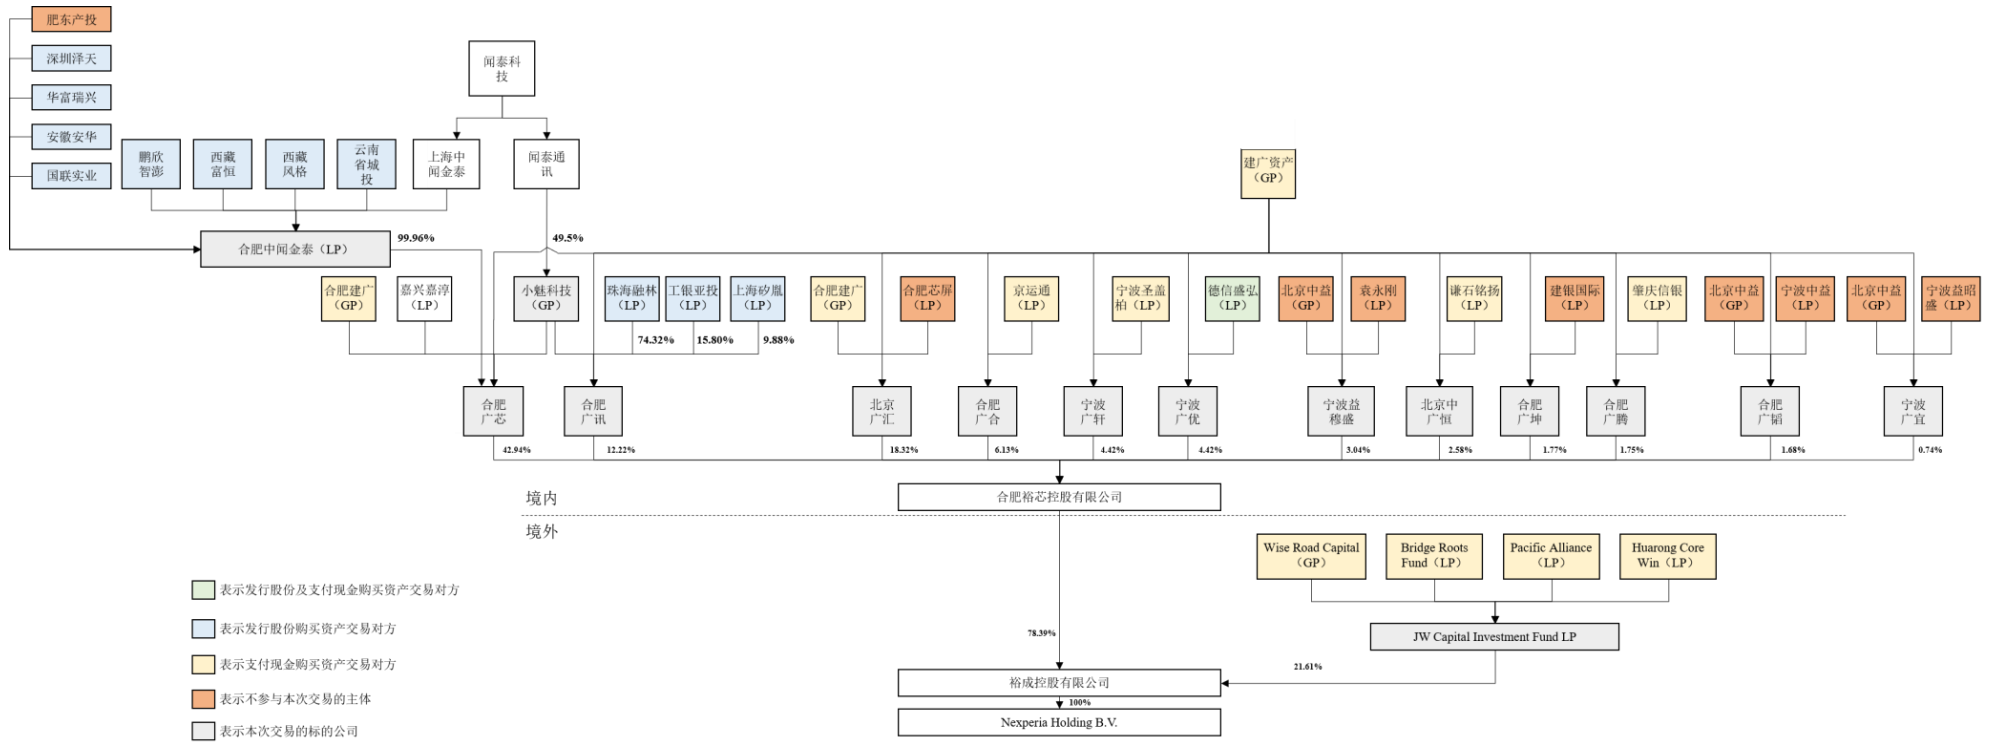 肥东产投
深圳泽天
华富瑞兴
安徽安华
国联实业
闻泰科
技
鹏欣
智澎
西藏
富恒
西藏
风格
云南
省城
投
上海中
闻金泰
闻泰通
讯
建广资产
（GP）
合肥中闻金泰（LP）
99.96%
49.5%
合肥建广
（GP）
嘉兴嘉淳
（LP）
小魅科技
（GP）
珠海融林
（LP）
工银亚投
（LP）
上海矽胤
（LP）
合肥建广
（GP）
合肥芯屏
（LP）
京运通
（LP）
宁波圣盖
柏（LP）
德信盛弘
（LP）
北京中益
（GP）
袁永刚
（LP）
谦石铭扬
（LP）
建银国际
（LP）
肇庆信银
（LP）
北京中益
（GP）
宁波中益
（LP）
北京中益
（GP）
宁波益昭
盛（LP）
74.32%
15.80%
9.88%
合肥
广芯
合肥
广讯
北京
广汇
合肥
广合
宁波
广轩
宁波
广优
宁波益
穆盛
北京中
广恒
合肥
广坤
合肥
广腾
合肥
广韬
宁波
广宜
42.94%
12.22%
18.32%
6.13%
4.42%
4.42%
3.04%
2.58%
1.77%
1.75%
1.68%
0.74%
境内
合肥裕芯控股有限公司
境外
Wise Road Capital
（GP）
Bridge Roots
Fund（LP）
Pacific Alliance
（LP）
Huarong Core
Win（LP）
表示发行股份及支付现金购买资产交易对方
表示发行股份购买资产交易对方
表示支付现金购买资产交易对方
表示不参与本次交易的主体
表示本次交易的标的公司
78.39%
JW Capital Investment Fund LP
21.61%
裕成控股有限公司
100%
Nexperia Holding B.V.